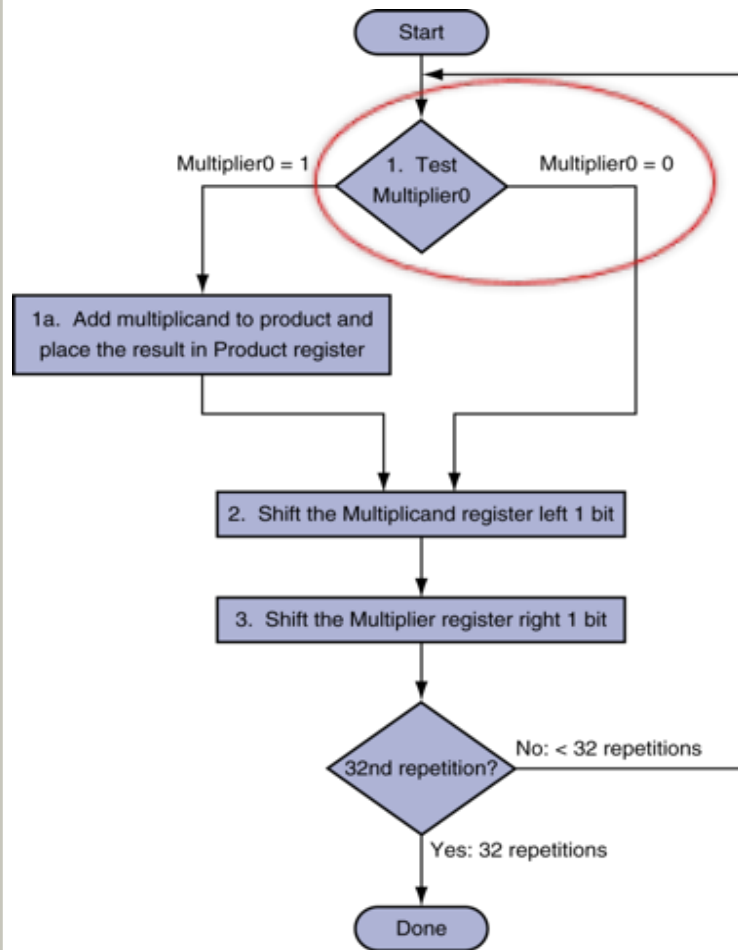 Start
Multiplier0 = 1
1. Test
Multiplier0
Multiplier0 = 0
1a. Add multiplicand to product and
place the result in Product register
2. Shift the Multiplicand register left 1 bit
3. Shift the Multiplier register right 1 bit
32nd repetition?
No: < 32 repetitions
Yes: 32 repetitions
Done